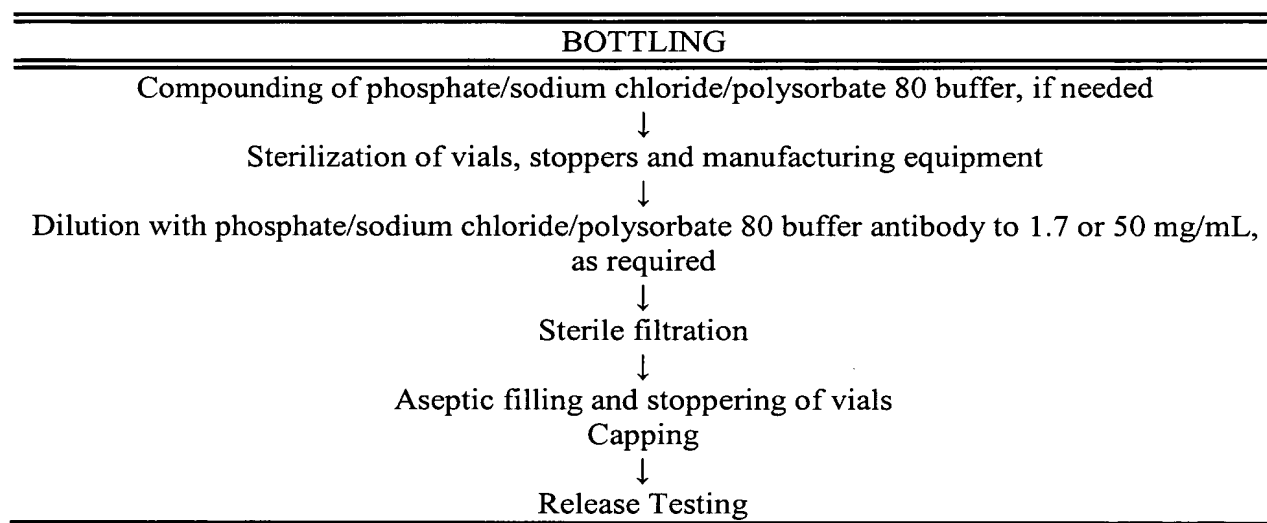 BOTTLING
Compounding of phosphate/sodium chloride/polysorbate 80 buffer, if needed
↓
Sterilization of vials, stoppers and manufacturing equipment
↓
Dilution with phosphate/sodium chloride/polysorbate 80 buffer antibody to 1.7 or 50 mg/mL,
as required
↓
Sterile filtration
↓
Aseptic filling and stoppering of vials
Capping
↓
Release Testing